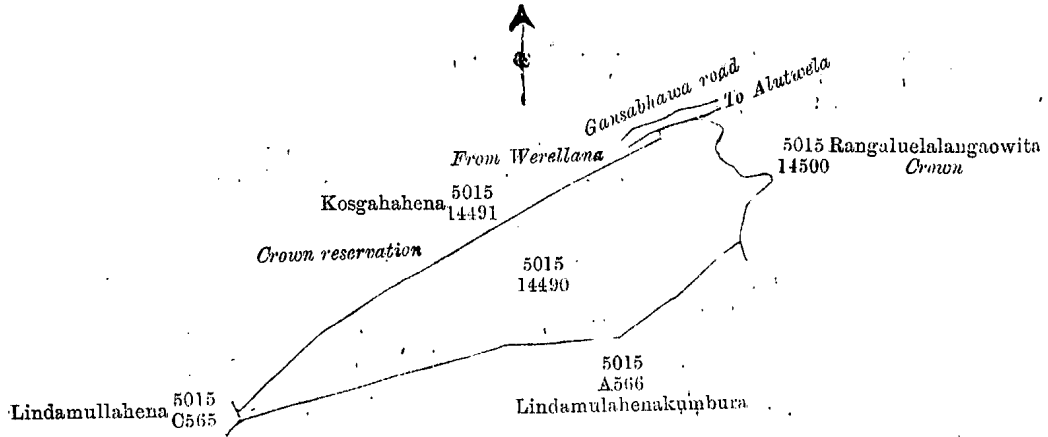 Gansabhawa road
To Alutwela
From Werellana
5015 Rangaluelalangaowita
14500 Crown
Kosgahahena 5015
14491
Crown reservation
5015
14490
5015
A566
Lindamulahenakumbura
Lindamullahena 5015
C565